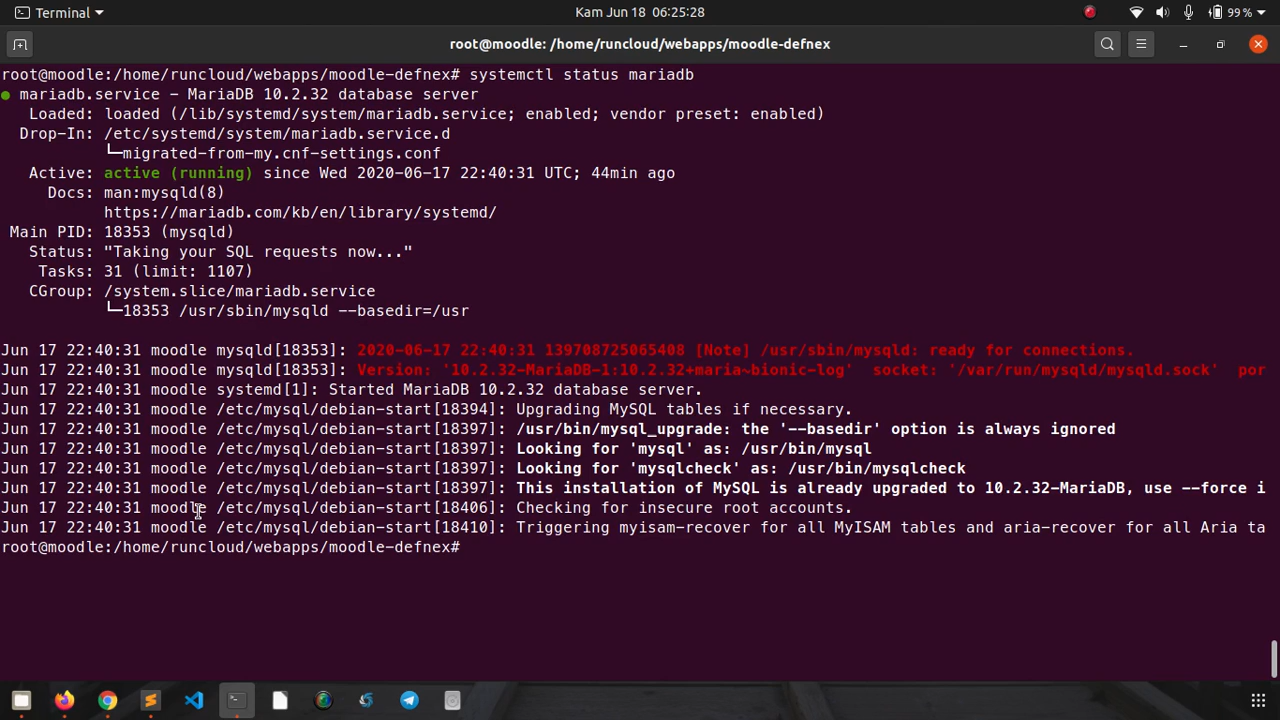 Terminal
Kam Jun 18 06:25:28
99 %
root@moodle: /home/runcloud/webapps/moodle-defnex
root@moodle:/home/runcloud/webapps/moodle-defnex# systemctl status mariadb
● mariadb.service - MariaDB 10.2.32 database server
   Loaded: loaded (/lib/systemd/system/mariadb.service; enabled; vendor preset: enabled)
  Drop-In: /etc/systemd/system/mariadb.service.d
           └─migrated-from-my.cnf-settings.conf
   Active: active (running) since Wed 2020-06-17 22:40:31 UTC; 44min ago
     Docs: man:mysqld(8)
           https://mariadb.com/kb/en/library/systemd/
 Main PID: 18353 (mysqld)
   Status: "Taking your SQL requests now..."
    Tasks: 31 (limit: 1107)
   CGroup: /system.slice/mariadb.service
           └─18353 /usr/sbin/mysqld --basedir=/usr
Jun 17 22:40:31 moodle mysqld[18353]: 2020-06-17 22:40:31 139708725065408 [Note] /usr/sbin/mysqld: ready for connections.
Jun 17 22:40:31 moodle mysqld[18353]: Version: '10.2.32-MariaDB-1:10.2.32+maria~bionic-log'  socket: '/var/run/mysqld/mysqld.sock'  por
Jun 17 22:40:31 moodle systemd[1]: Started MariaDB 10.2.32 database server.
Jun 17 22:40:31 moodle /etc/mysql/debian-start[18394]: Upgrading MySQL tables if necessary.
Jun 17 22:40:31 moodle /etc/mysql/debian-start[18397]: /usr/bin/mysql_upgrade: the '--basedir' option is always ignored
Jun 17 22:40:31 moodle /etc/mysql/debian-start[18397]: Looking for 'mysql' as: /usr/bin/mysql
Jun 17 22:40:31 moodle /etc/mysql/debian-start[18397]: Looking for 'mysqlcheck' as: /usr/bin/mysqlcheck
Jun 17 22:40:31 moodle /etc/mysql/debian-start[18397]: This installation of MySQL is already upgraded to 10.2.32-MariaDB, use --force i
Jun 17 22:40:31 moodle /etc/mysql/debian-start[18406]: Checking for insecure root accounts.
Jun 17 22:40:31 moodle /etc/mysql/debian-start[18410]: Triggering myisam-recover for all MyISAM tables and aria-recover for all Aria ta
root@moodle:/home/runcloud/webapps/moodle-defnex#